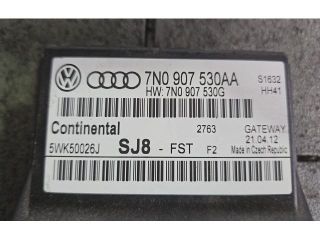 7N0 907 530AA S1632
HW: 7N0 907 530G HH41
Continental 2763 GATEWAY
21.04.12
5WK50026J SJ8 - FST F2 Made in Czech Republic